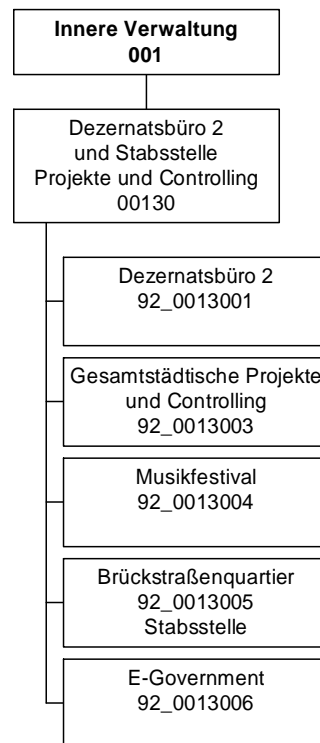 Innere Verwaltung
001
Dezernatsbüro 2
und Stabsstelle
Projekte und Controlling
00130
Dezernatsbüro 2
92_0013001
Gesamtstädtische Projekte
und Controlling
92_0013003
Musikfestival
92_0013004
Brückstraßenquartier
92_0013005
Stabsstelle
E-Government
92_0013006